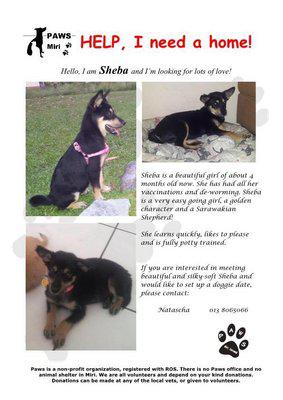 PAWS
Miri
HELP, I need a home!
Hello, I am Sheba and I'm looking for lots of love!
Sheba is a beautiful girl of about 4
months old now. She has had all her
vaccinations and de-worming. Sheba
is a very easy going girl, a golden
character and a Sarawakian
Shepherd!
She learns quickly, likes to please
and is fully potty trained.
If you are interested in meeting
beautiful and silky-soft Sheba and
would like to set up a doggie date,
please contact:
Natascha 013 8065066
PAWS
Paws is a non-profit organization, registered with ROS. There is no Paws office and no
animal shelter in Miri. We are all volunteers and depend on your kind donations.
Donations can be made at any of the local vets, or given to volunteers.